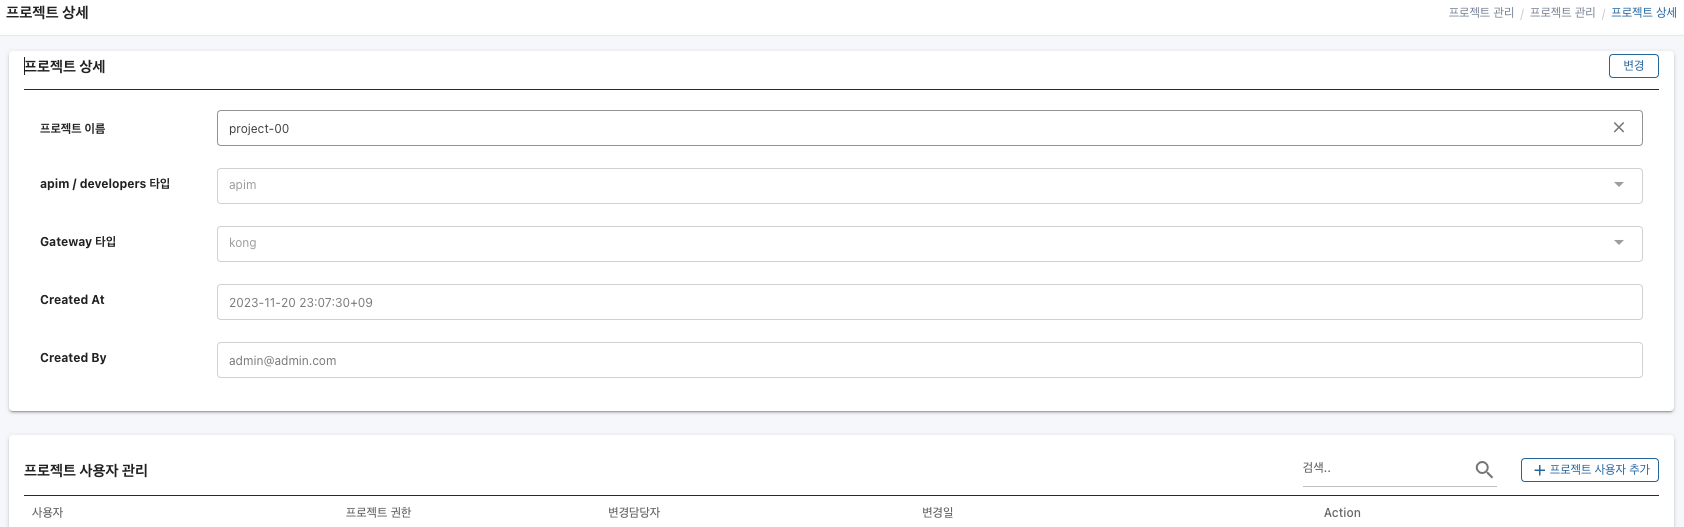 프로젝트 상세
프로젝트 관리 / 프로젝트 관리 / 프로젝트 상세
프로젝트 상세
변경
프로젝트 이름
project-00
apim / developers 타입
apim
Gateway 타입
kong
Created At
2023-11-20 23:07:30+09
Created By
admin@admin.com
프로젝트 사용자 관리
검색..
+ 프로젝트 사용자 추가
사용자 프로젝트 권한 변경담당자 변경일 Action